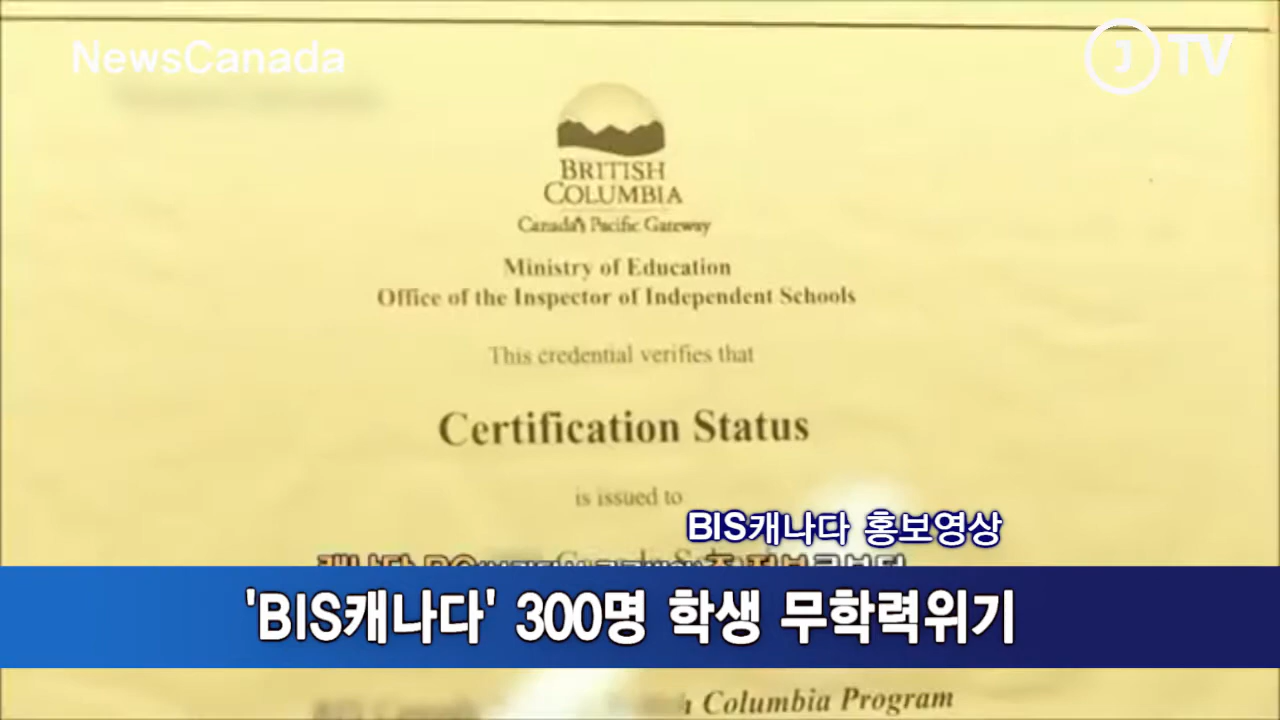 NewsCanada
J TV
BRITISH
COLUMBIA
Canada's Pacific Gateway
Ministry of Education
Office of the Inspector of Independent Schools
This credential verifies that
Certification Status
is issued to
BIS캐나다 홍보영상
'BIS캐나다' 300명 학생 무학력위기
Columbia Program